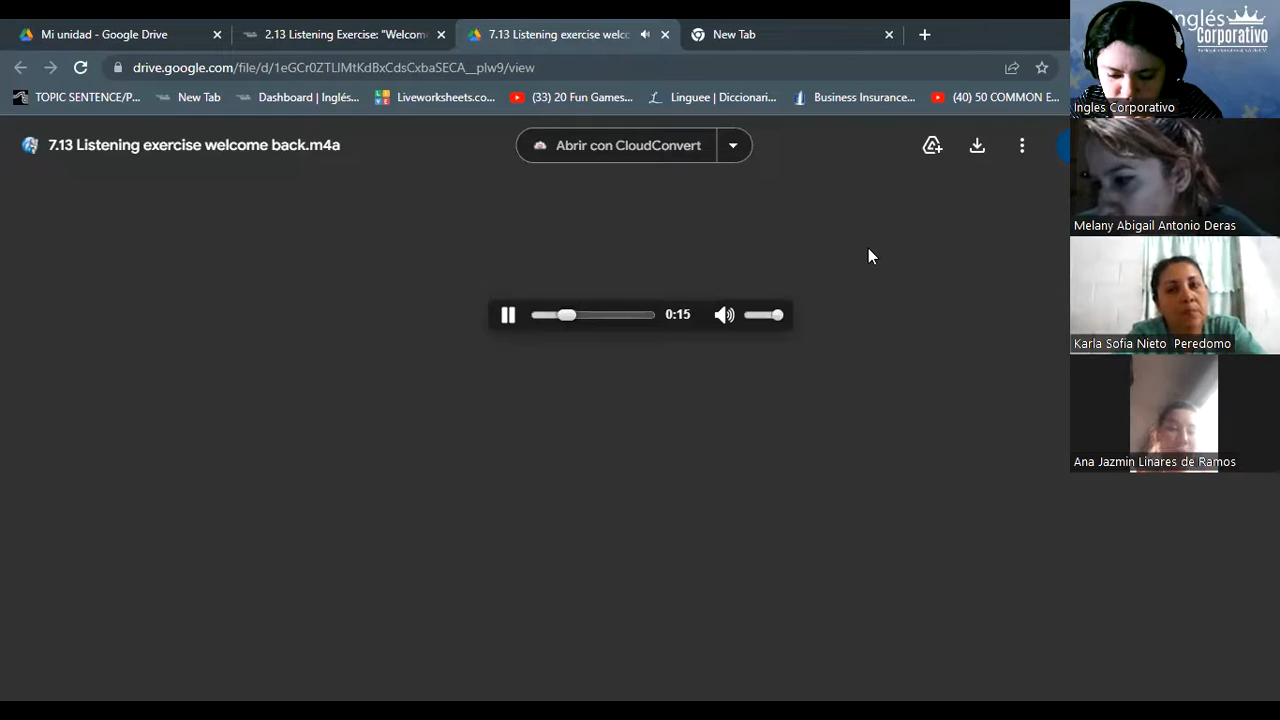 Mi unidad - Google Drive
2.13 Listening Exercise: "Welcom
7.13 Listening exercise welco
New Tab
drive.google.com/file/d/1eGCr0ZTLlMtKdBxCdsCxbaSECA__plw9/view
TOPIC SENTENCE/P...
New Tab
Dashboard | Inglés...
Liveworksheets.co...
(33) 20 Fun Games...
Linguee | Diccionari...
Business Insurance...
(40) 50 COMMON E...
7.13 Listening exercise welcome back.m4a
Abrir con CloudConvert
0:15
Inglés
Corporativo
Ingles Corporativo
Melany Abigail Antonio Deras
Karla Sofia Nieto Peredomo
Ana Jazmin Linares de Ramos